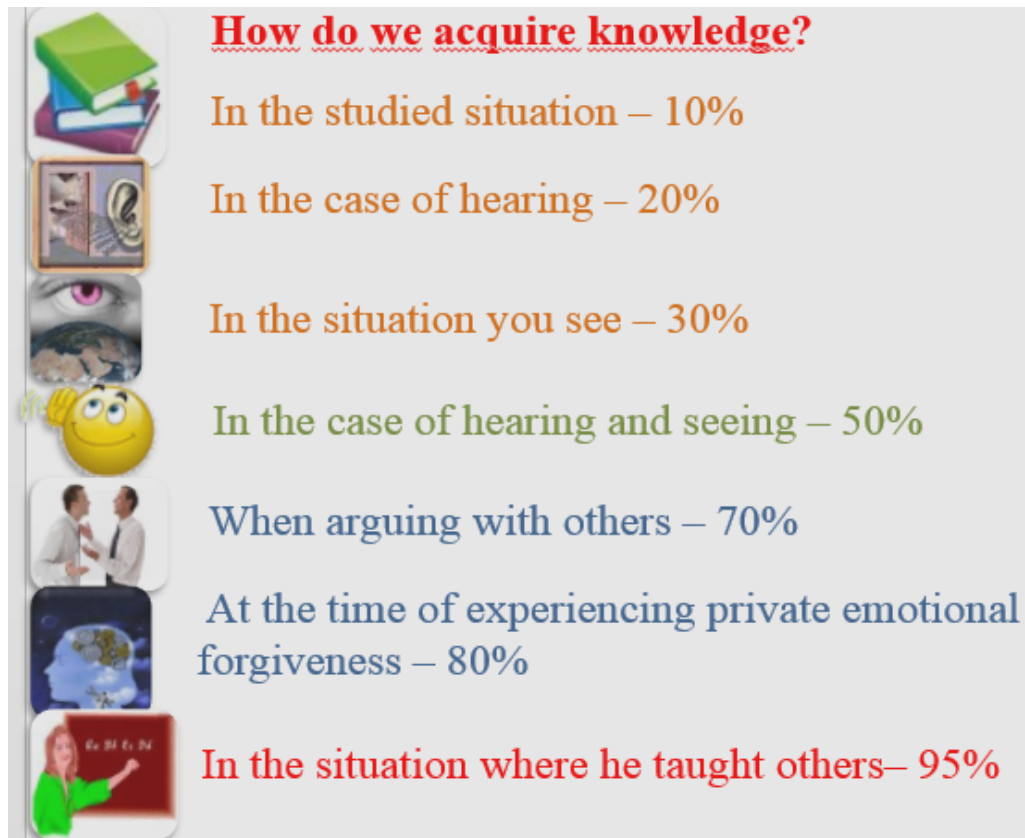 How do we acquire knowledge?
In the studied situation – 10%
In the case of hearing – 20%
In the situation you see – 30%
In the case of hearing and seeing – 50%
When arguing with others – 70%
At the time of experiencing private emotional
forgiveness – 80%
In the situation where he taught others– 95%